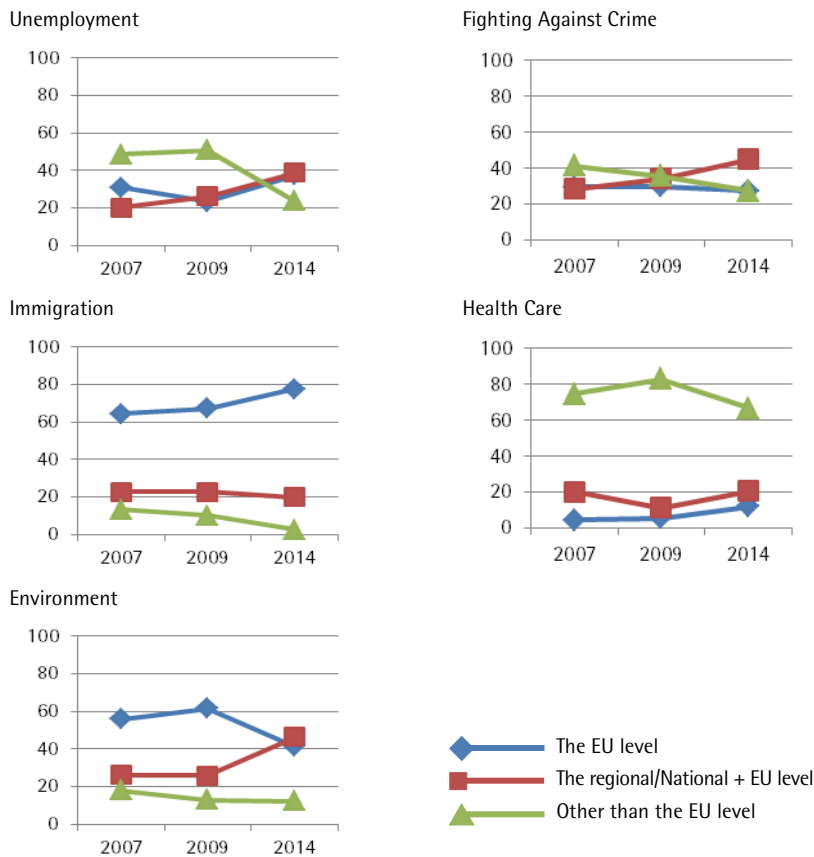 Unemployment
100
80
60
40
20
0
2007 2009 2014
Fighting Against Crime
100
80
60
40
20
0
2007 2009 2014
Immigration
100
80
60
40
20
0
2007 2009 2014
Health Care
100
80
60
40
20
0
2007 2009 2014
Environment
100
80
60
40
20
0
2007 2009 2014
The EU level
The regional/National + EU level
Other than the EU level